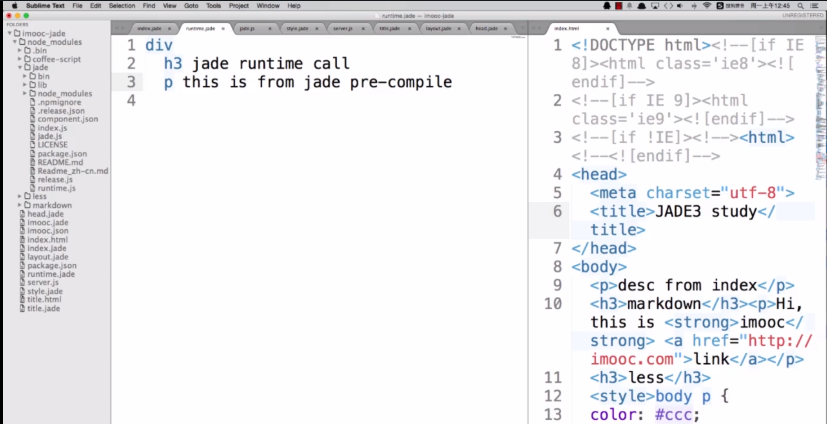 Sublime Text File Edit Selection Find View Goto Tools Project Window Help
周一上午12:45
runtime.jade — imooc-jade
UNREGISTERED
FOLDERS
imooc-jade
node_modules
.bin
coffee-script
jade
bin
lib
node_modules
.npmignore
.release.json
component.json
index.js
jade.js
LICENSE
package.json
README.md
Readme_zh-cn.md
release.js
runtime.js
less
markdown
head.jade
imooc.jade
imooc.json
index.html
index.jade
layout.jade
package.json
runtime.jade
server.js
style.jade
title.html
title.jade
index.jade
runtime.jade
style.jade
server.js
title.jade
layout.jade
head.jade
1 div
2 h3 jade runtime call
3 p this is from jade pre-compile
4
index.html
1 <!DOCTYPE html><!--[if IE
8]><html class='ie8'><![
endif]-->
2 <!--[if IE 9]><html
class='ie9'><![endif]-->
3 <!--[if !IE]><!--><html>
<!--<![endif]-->
4 <head>
5 <meta charset="utf-8">
6 <title>JADE3 study</
title>
7 </head>
8 <body>
9 <p>desc from index</p>
10 <h3>markdown</h3><p>Hi,
this is <strong>imooc</
strong> <a href="http://
imooc.com">link</a></p>
11 <h3>less</h3>
12 <style>body p {
13 color: #ccc;